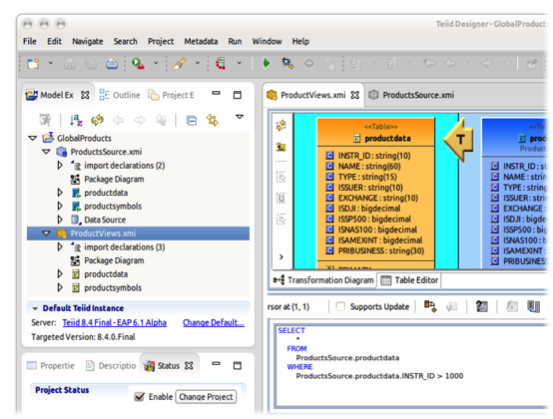 Teiid Designer - GlobalProduct
File Edit Navigate Search Project Metadata Run Window Help
Model Ex Outline Project E
GlobalProducts
ProductsSource.xmi
import declarations (2)
Package Diagram
productdata
productsymbols
Data Source
ProductViews.xmi
import declarations (3)
Package Diagram
productdata
productsymbols
Default Teiid Instance
Server: Teiid 8.4 Final - EAP 6.1 Alpha Change Default...
Targeted Version: 8.4.0.Final
Propertie Descriptio Status
Project Status
Enable Change Project
ProductViews.xmi ProductsSource.xmi
<<Table>>
productdata
INSTR_ID : string(10)
NAME : string(60)
TYPE : string(15)
ISSUER : string(10)
EXCHANGE : string(10)
ISDJI : bigdecimal
ISSP500 : bigdecimal
ISNAS100 : bigdecimal
ISAMEXINT : bigdecimal
PRIBUSINESS : string(30)
T
<<Tabl
prod
Product
INSTR_ID : st
NAME : strin
TYPE : string
ISSUER : stri
EXCHANGE :
ISDJI : bigde
ISSP500 : big
ISNAS100 : b
ISAMEXINT :
PRIBUSINESS
Transformation Diagram Table Editor
rsor at (1, 1) Supports Update
SELECT
*
FROM
ProductsSource.productdata
WHERE
ProductsSource.productdata.INSTR_ID > 1000